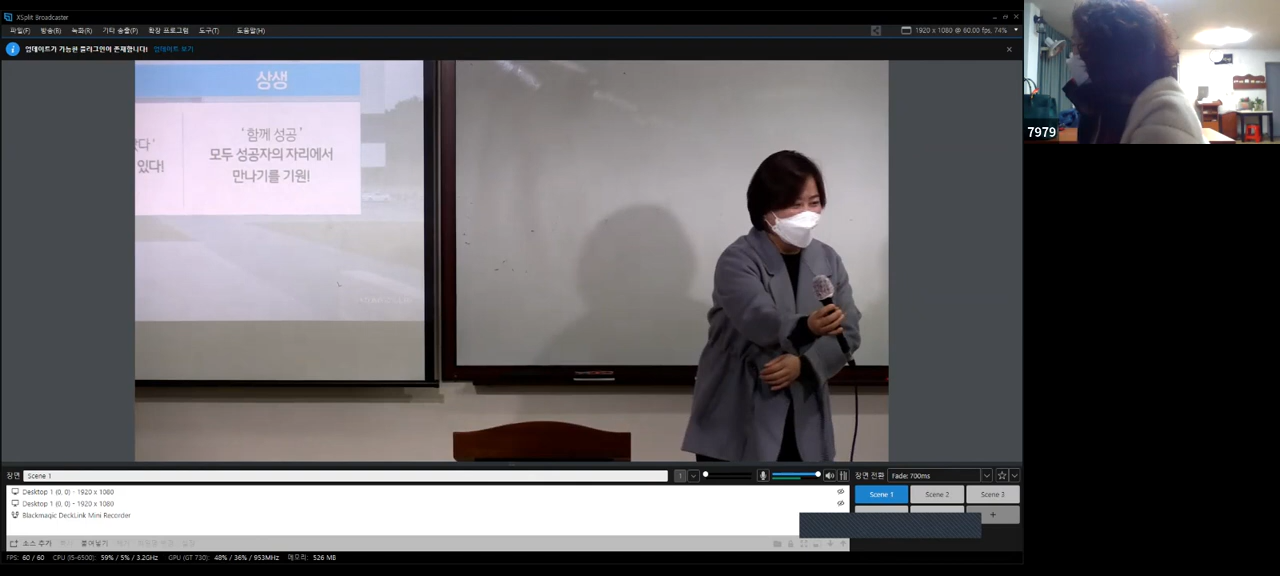 XSplit Broadcaster
파일(F) 방송(B) 녹화(R) 기타 송출(P) 확장 프로그램 도구(T) 도움말(H)
1920 x 1080 @ 60.00 fps, 74%
업데이트가 가능한 플러그인이 존재합니다! 업데이트 보기
7979
상생
'함께 성공'
모두 성공자의 자리에서
있다!
만나기를 기원!
장면 Scene 1
장면 전환 Fade: 700ms
Desktop 1 (0, 0) - 1920 x 1080
Desktop 1 (0, 0) - 1920 x 1080
Blackmagic DeckLink Mini Recorder
Scene 1 Scene 2 Scene 3
소스 추가 붙여넣기
FPS: 60 / 60 CPU (i5-6500): 59% / 5% / 3.2GHz GPU (GT 730): 48% / 36% / 953MHz 메모리: 526 MB